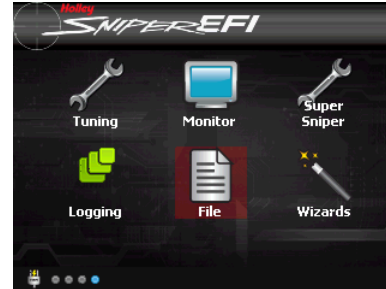 Holley
SNIPER EFI
Tuning
Monitor
Super
Sniper
Logging
File
Wizards